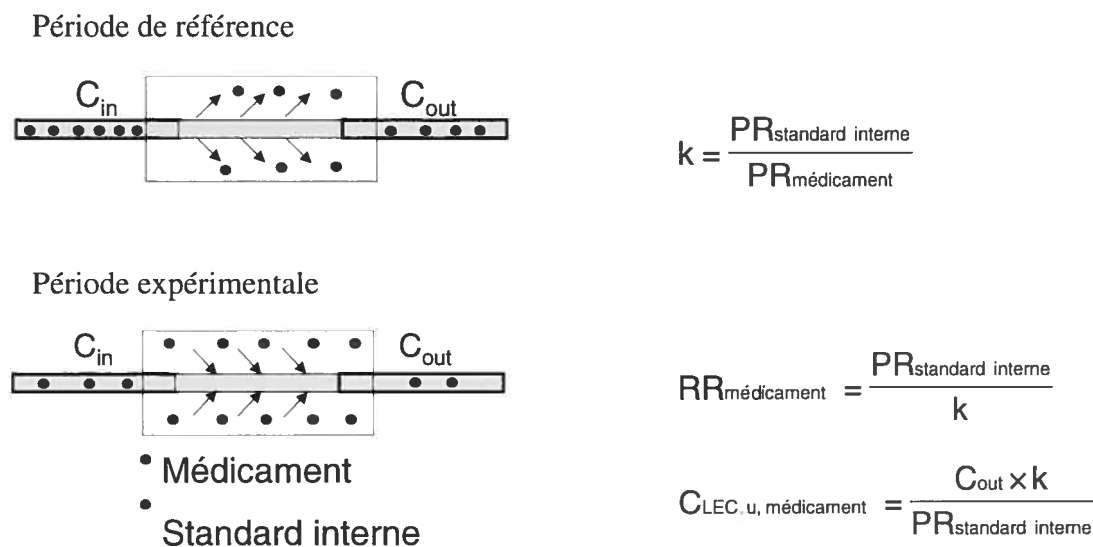 Période de référence
C_in C_out
k = PR_standard interne / PR_médicament
Période expérimentale
C_in C_out
RR_médicament = PR_standard interne / k
• Médicament
• Standard interne
C_LEC.u, médicament = C_out × k / PR_standard interne